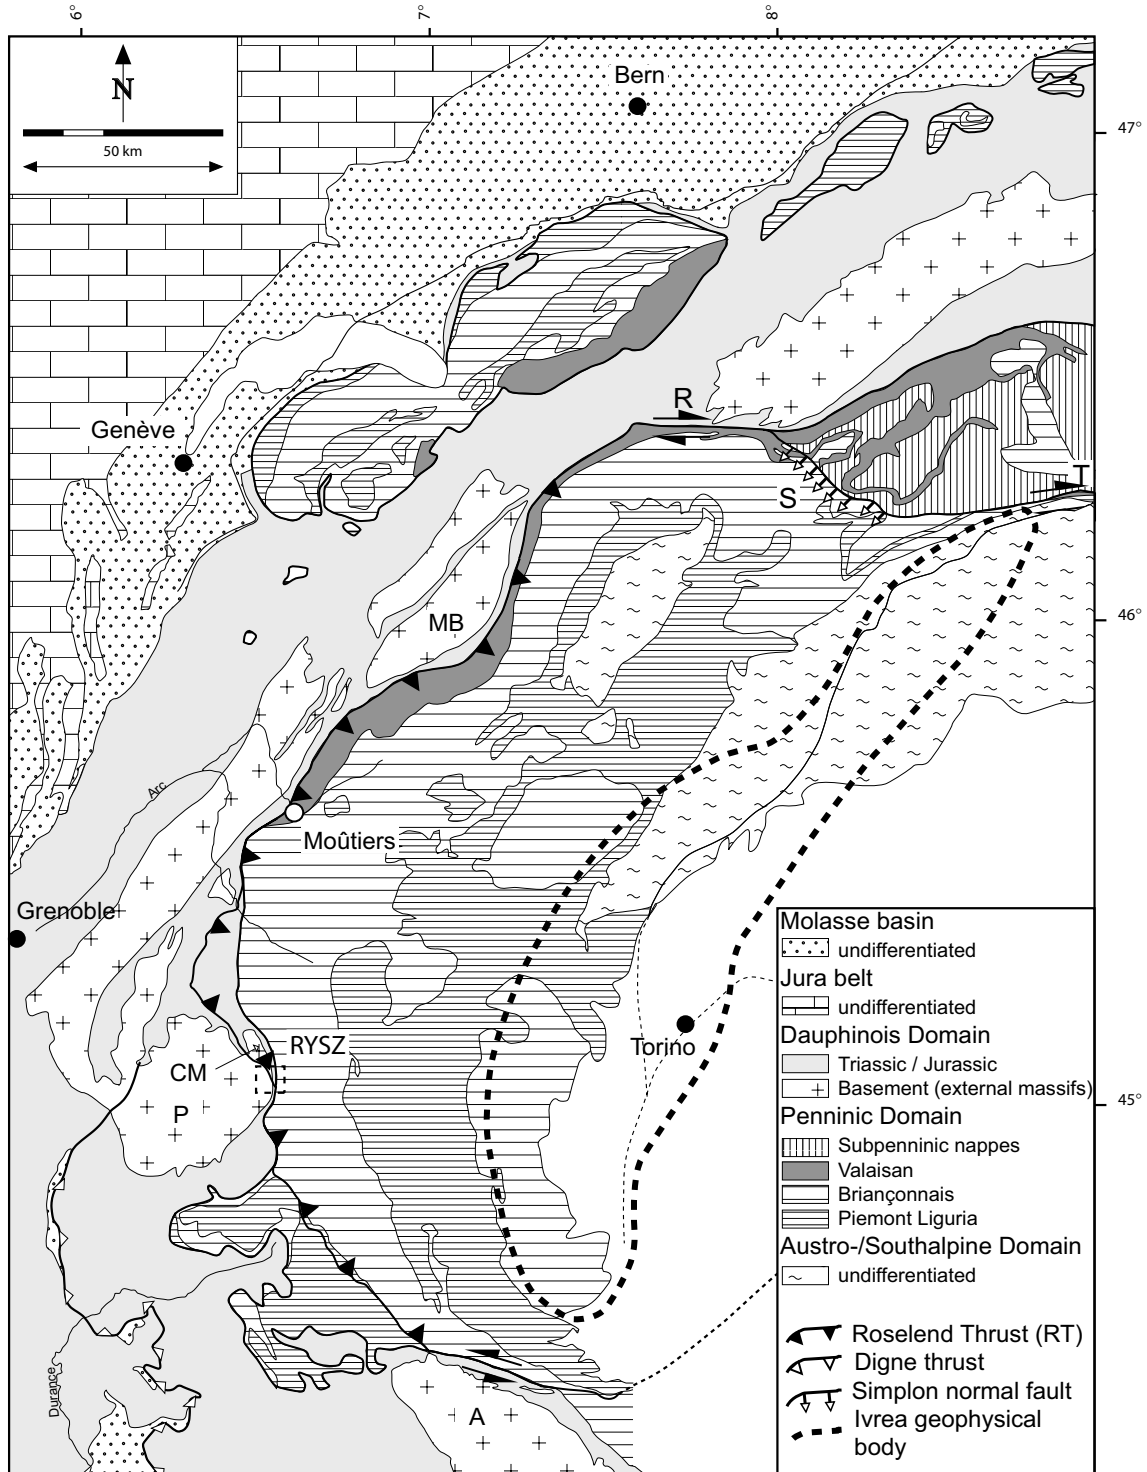 6°
7°
8°
N
50 km
Bern
47°
Genève
R
S
T
MB
46°
Arc
Moûtiers
Grenoble
RYSZ
Torino
CM
P
45°
Durance
A
Molasse basin
undifferentiated
Jura belt
undifferentiated
Dauphinois Domain
Triassic / Jurassic
Basement (external massifs)
Penninic Domain
Subpenninic nappes
Valaisan
Briançonnais
Piemont Liguria
Austro-/Southalpine Domain
undifferentiated
Roselend Thrust (RT)
Digne thrust
Simplon normal fault
Ivrea geophysical
body